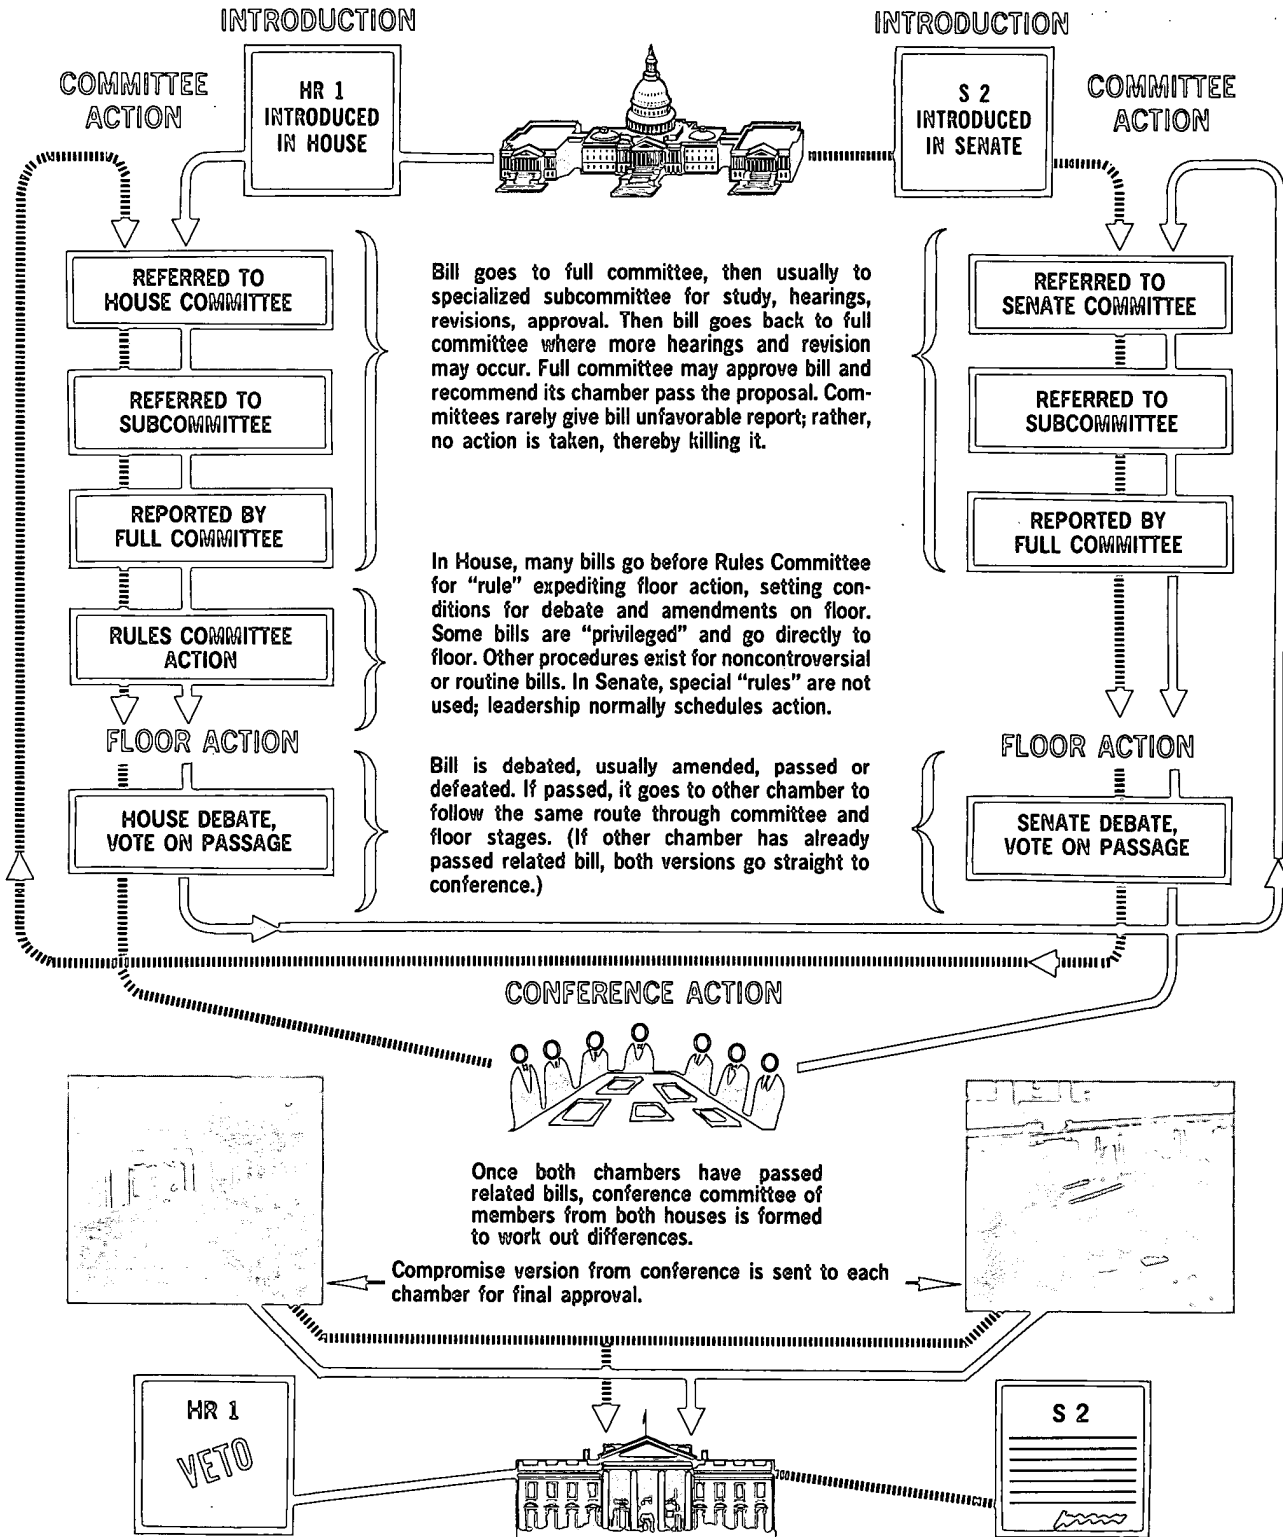 INTRODUCTION
INTRODUCTION
COMMITTEE
ACTION
HR 1
INTRODUCED
IN HOUSE
S 2
INTRODUCED
IN SENATE
COMMITTEE
ACTION
REFERRED TO
HOUSE COMMITTEE
REFERRED TO
SUBCOMMITTEE
REPORTED BY
FULL COMMITTEE
RULES COMMITTEE
ACTION
FLOOR ACTION
HOUSE DEBATE,
VOTE ON PASSAGE
Bill goes to full committee, then usually to
specialized subcommittee for study, hearings,
revisions, approval. Then bill goes back to full
committee where more hearings and revision
may occur. Full committee may approve bill and
recommend its chamber pass the proposal. Com-
mittees rarely give bill unfavorable report; rather,
no action is taken, thereby killing it.
In House, many bills go before Rules Committee
for “rule” expediting floor action, setting con-
ditions for debate and amendments on floor.
Some bills are “privileged” and go directly to
floor. Other procedures exist for noncontroversial
or routine bills. In Senate, special “rules” are not
used; leadership normally schedules action.
Bill is debated, usually amended, passed or
defeated. If passed, it goes to other chamber to
follow the same route through committee and
floor stages. (If other chamber has already
passed related bill, both versions go straight to
conference.)
REFERRED TO
SENATE COMMITTEE
REFERRED TO
SUBCOMMITTEE
REPORTED BY
FULL COMMITTEE
FLOOR ACTION
SENATE DEBATE,
VOTE ON PASSAGE
CONFERENCE ACTION
Once both chambers have passed
related bills, conference committee of
members from both houses is formed
to work out differences.
Compromise version from conference is sent to each
chamber for final approval.
HR 1
VETO
S 2